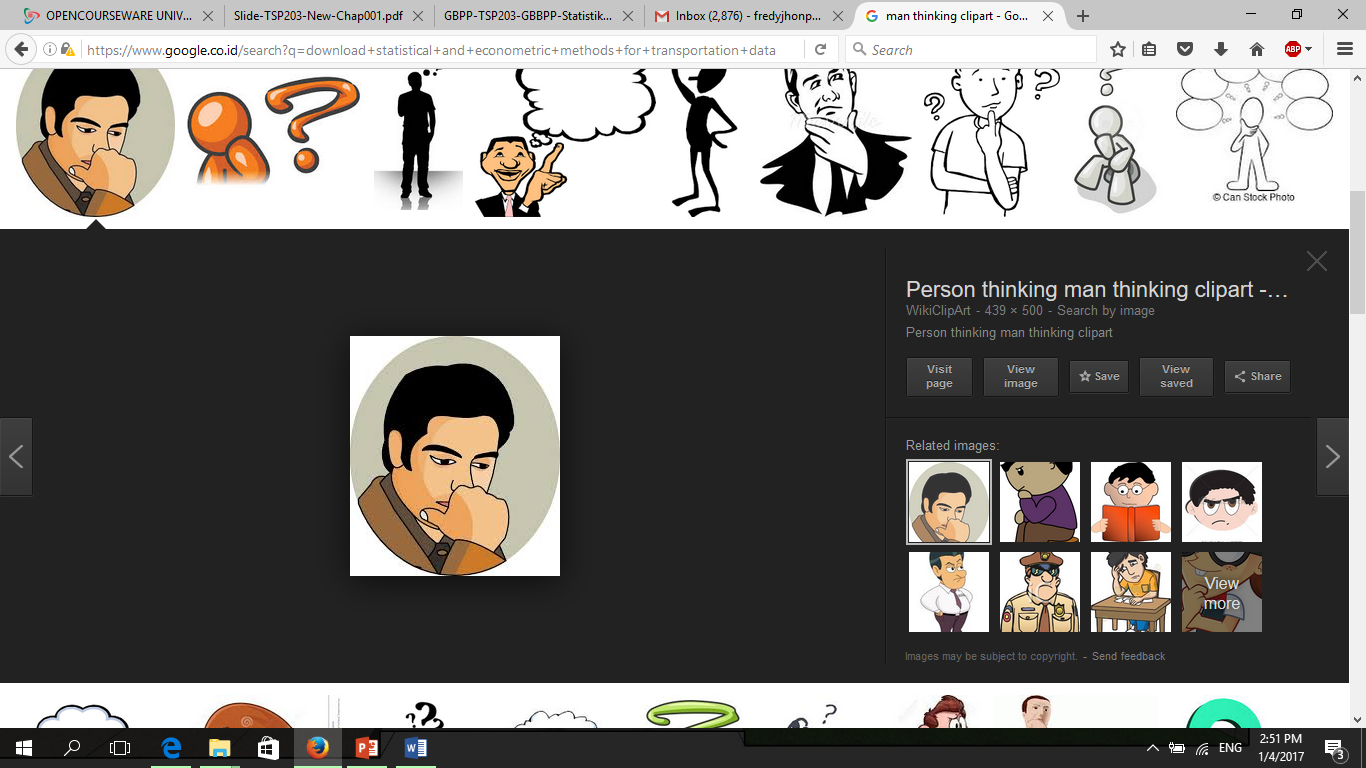 OPENCOURSEWARE UNIV...
Slide-TSP203-New-Chap001.pdf
GBPP-TSP203-GBBPP-Statistik...
Inbox (2,876) - fredyjhonp...
man thinking clipart - Go...
https://www.google.co.id/search?q=download+statistical+and+econometric+methods+for+transportation+data
Search
ABP
© Can Stock Photo
Person thinking man thinking clipart -...
WikiClipArt - 439 × 500 - Search by image
Person thinking man thinking clipart
Visit page
View image
Save
View saved
Share
Related images:
View more
Images may be subject to copyright. - Send feedback
ENG
2:51 PM
1/4/2017
3